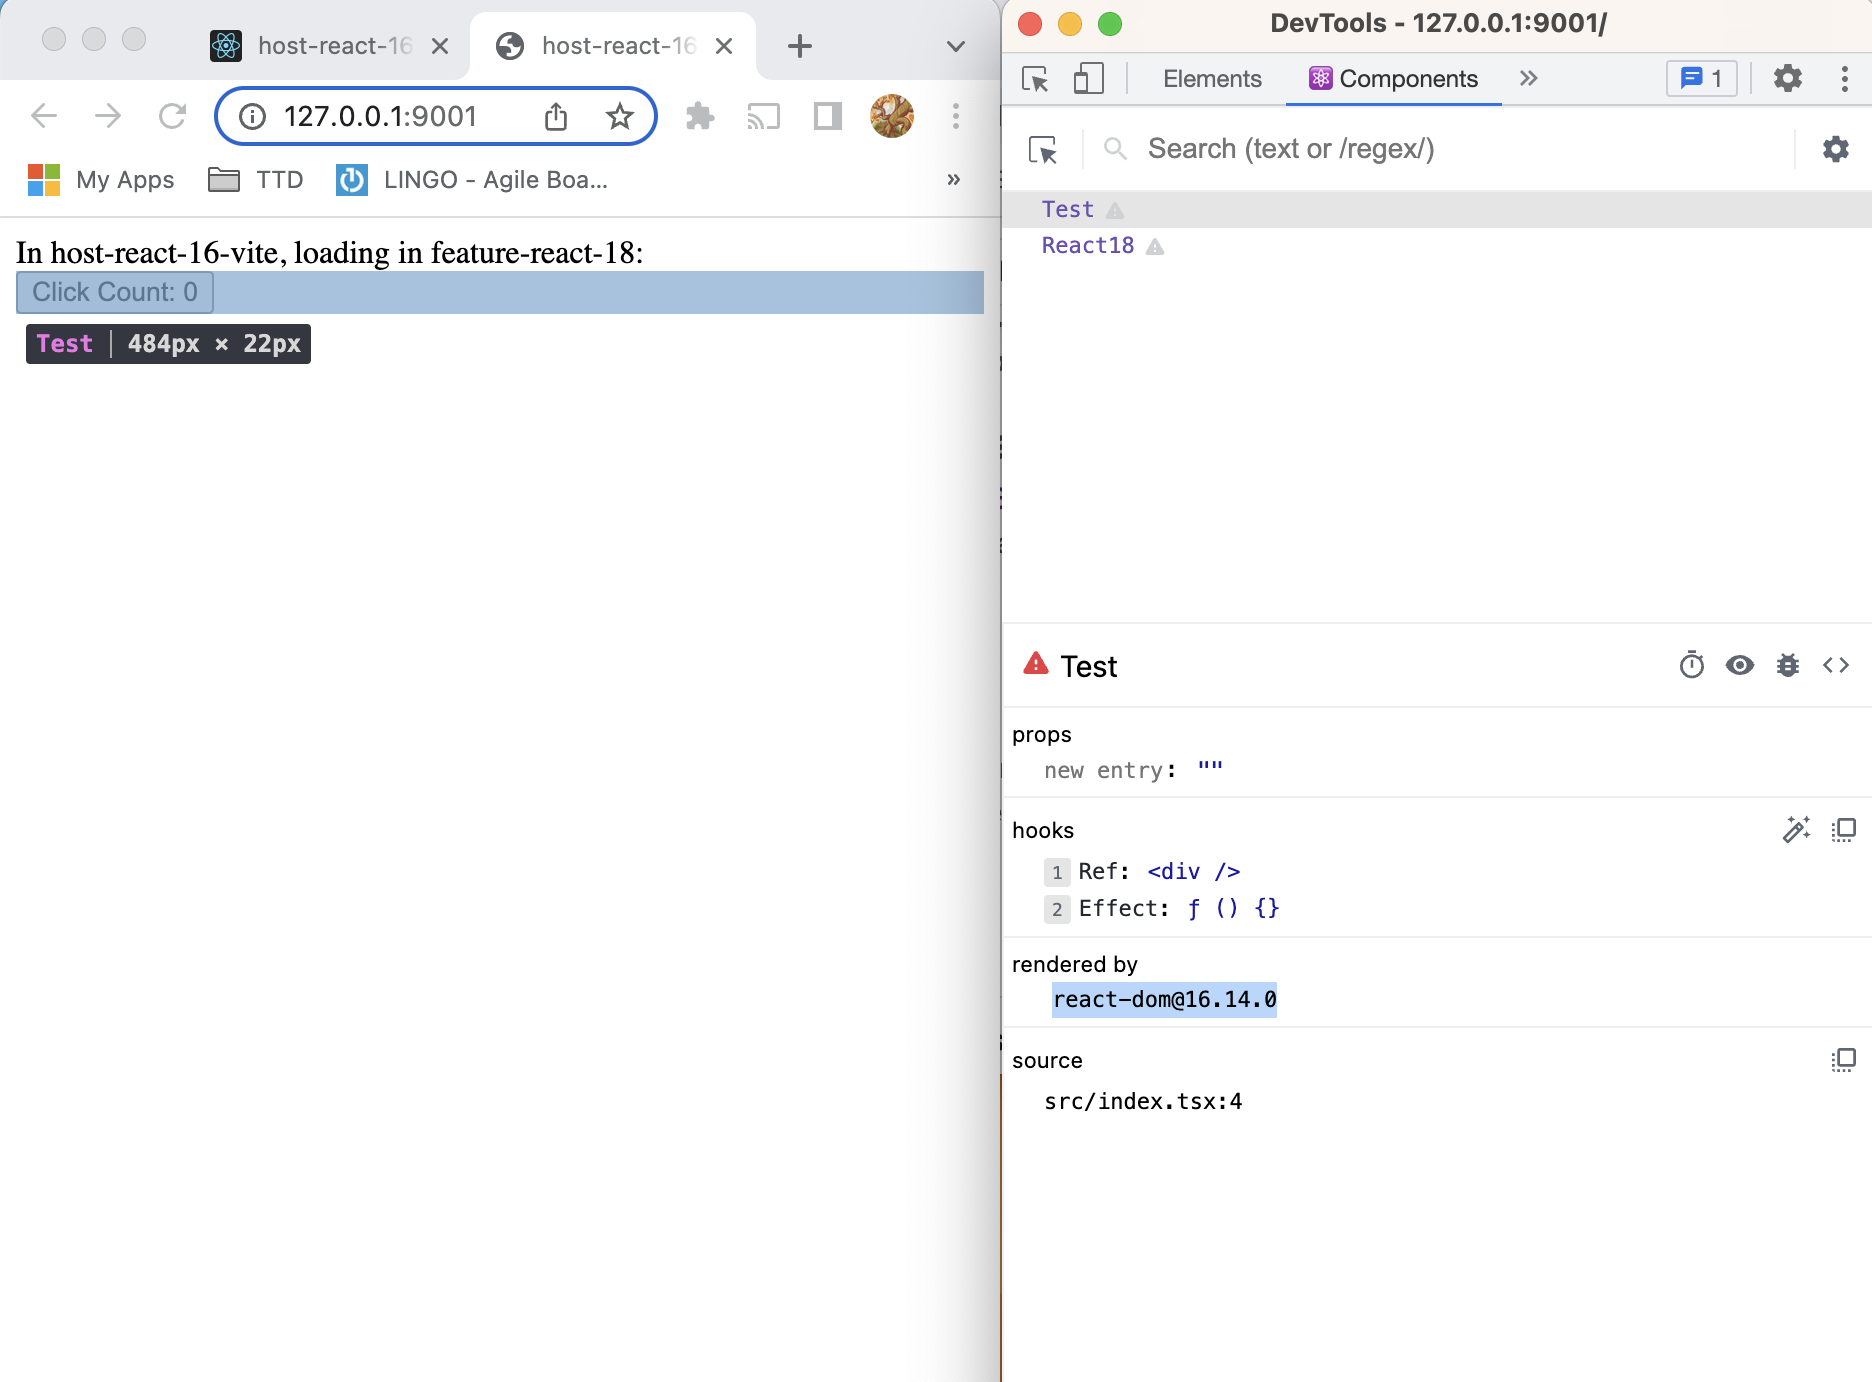 host-react-16
host-react-16
127.0.0.1:9001
My Apps
TTD
LINGO - Agile Boa...
»
In host-react-16-vite, loading in feature-react-18:
Click Count: 0
Test | 484px × 22px
DevTools - 127.0.0.1:9001/
Elements
Components
»
1
Search (text or /regex/)
Test
React18
Test
props
new entry: ""
hooks
1 Ref: <div />
2 Effect: ƒ () {}
rendered by
react-dom@16.14.0
source
src/index.tsx:4